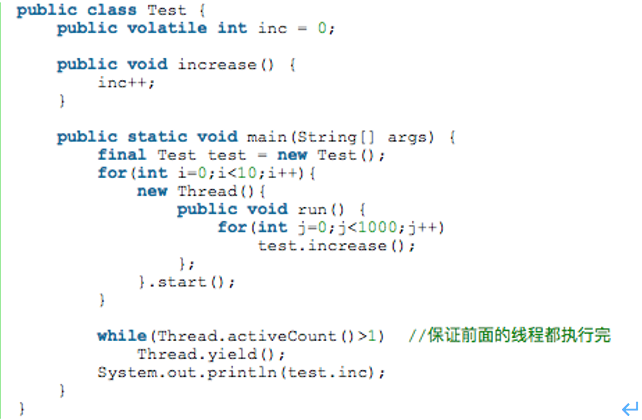 public class Test {
    public volatile int inc = 0;

    public void increase() {
        inc++;
    }

    public static void main(String[] args) {
        final Test test = new Test();
        for(int i=0;i<10;i++){
            new Thread(){
                public void run() {
                    for(int j=0;j<1000;j++)
                        test.increase();
                };
            }.start();
        }

        while(Thread.activeCount()>1)  //保证前面的线程都执行完
            Thread.yield();
        System.out.println(test.inc);
    }
}